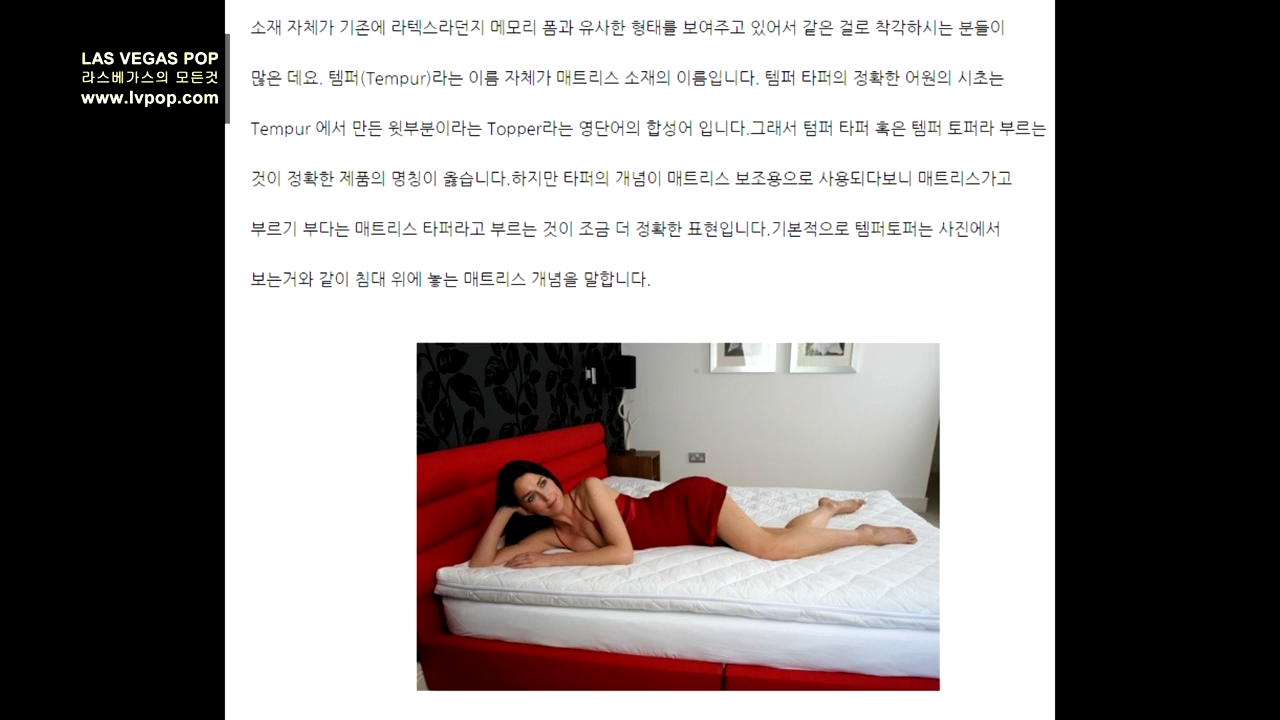 LAS VEGAS POP
라스베가스의 모든것
www.lvpop.com
소재 자체가 기존에 라텍스라던지 메모리 폼과 유사한 형태를 보여주고 있어서 같은 걸로 착각하시는 분들이
많은 데요. 템퍼(Tempur)라는 이름 자체가 매트리스 소재의 이름입니다. 템퍼 타퍼의 정확한 어원의 시초는
Tempur 에서 만든 윗부분이라는 Topper라는 영단어의 합성어 입니다.그래서 텀퍼 타퍼 혹은 템퍼 토퍼라 부르는
것이 정확한 제품의 명칭이 옳습니다.하지만 타퍼의 개념이 매트리스 보조용으로 사용되다보니 매트리스가고
부르기 부다는 매트리스 타퍼라고 부르는 것이 조금 더 정확한 표현입니다.기본적으로 템퍼토퍼는 사진에서
보는거와 같이 침대 위에 놓는 매트리스 개념을 말합니다.